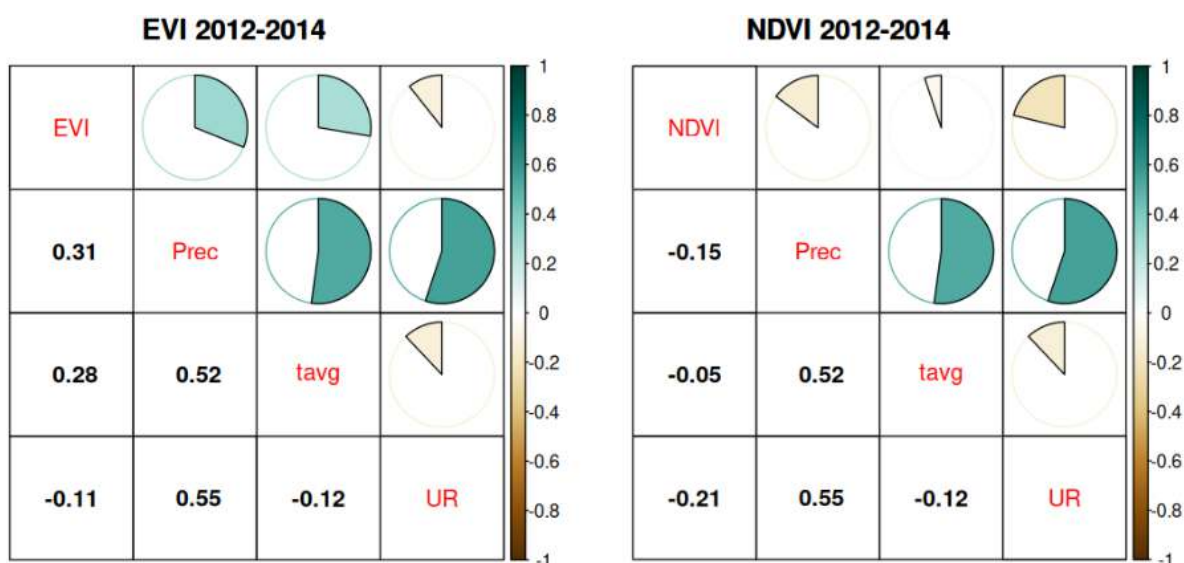 EVI 2012-2014
EVI
0.31 Prec
0.28 0.52 tavg
-0.11 0.55 -0.12 UR
1
0.8
0.6
0.4
0.2
0
-0.2
-0.4
-0.6
-0.8
-1
NDVI 2012-2014
NDVI
-0.15 Prec
-0.05 0.52 tavg
-0.21 0.55 -0.12 UR
1
0.8
0.6
0.4
0.2
0
-0.2
-0.4
-0.6
-0.8
-1